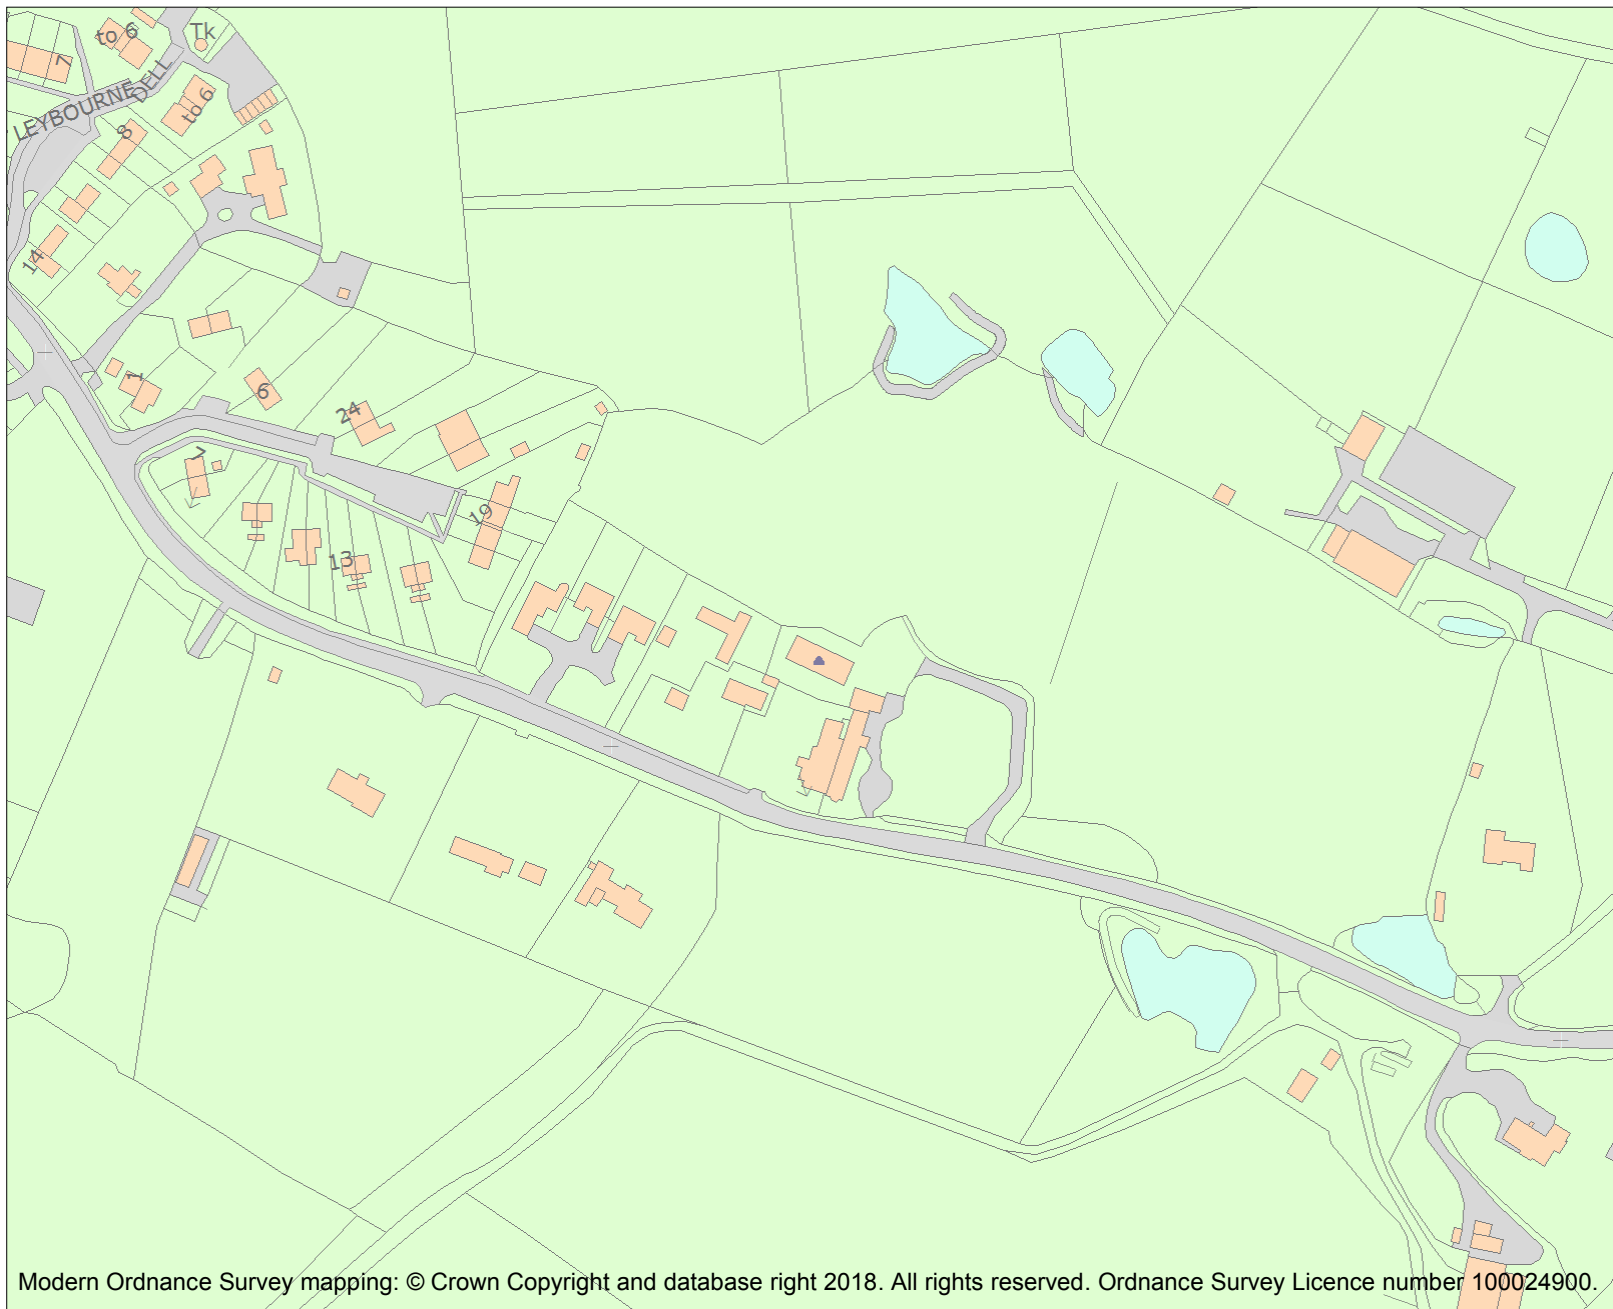 to 6
Tk
7
LEYBOURNE DELL
to 6
8
14
1
6
24
7
19
13
Modern Ordnance Survey mapping: © Crown Copyright and database right 2018. All rights reserved. Ordnance Survey Licence number 100024900.